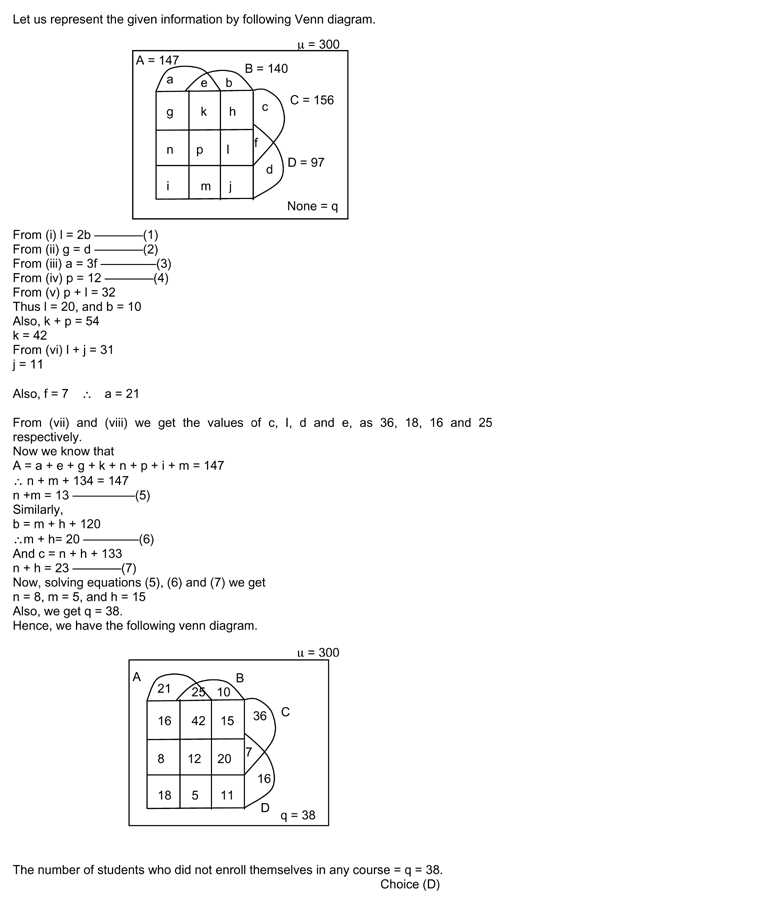 Let us represent the given information by following Venn diagram.
µ = 300
A = 147
B = 140
a e b
C = 156
g k h c
n p l f
D = 97
d
i m j
None = q
From (i) l = 2b ————(1)
From (ii) g = d ————(2)
From (iii) a = 3f ————(3)
From (iv) p = 12 ————(4)
From (v) p + l = 32
Thus l = 20, and b = 10
Also, k + p = 54
k = 42
From (vi) l + j = 31
j = 11
Also, f = 7 ∴ a = 21
From (vii) and (viii) we get the values of c, I, d and e, as 36, 18, 16 and 25
respectively.
Now we know that
A = a + e + g + k + n + p + i + m = 147
∴ n + m + 134 = 147
n +m = 13 ————(5)
Similarly,
b = m + h + 120
∴m + h= 20 ————(6)
And c = n + h + 133
n + h = 23 ————(7)
Now, solving equations (5), (6) and (7) we get
n = 8, m = 5, and h = 15
Also, we get q = 38.
Hence, we have the following venn diagram.
µ = 300
A
B
21 25 10
16 42 15 36 C
8 12 20 7
16
18 5 11
D
q = 38
The number of students who did not enroll themselves in any course = q = 38.
Choice (D)